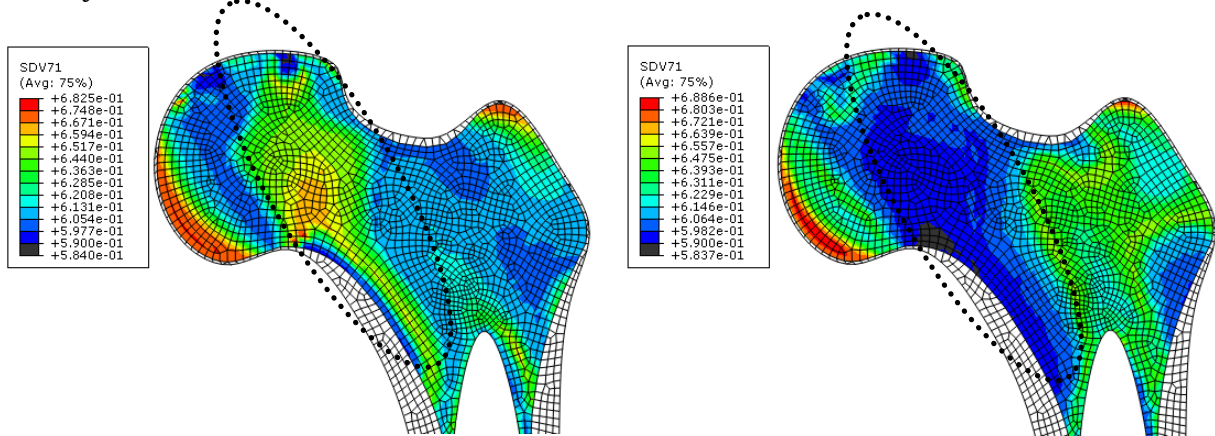 SDV71
(Avg: 75%)
+6.825e-01
+6.748e-01
+6.671e-01
+6.594e-01
+6.517e-01
+6.440e-01
+6.363e-01
+6.285e-01
+6.208e-01
+6.131e-01
+6.054e-01
+5.977e-01
+5.900e-01
+5.840e-01
SDV71
(Avg: 75%)
+6.886e-01
+6.803e-01
+6.721e-01
+6.639e-01
+6.557e-01
+6.475e-01
+6.393e-01
+6.311e-01
+6.229e-01
+6.146e-01
+6.064e-01
+5.982e-01
+5.900e-01
+5.837e-01